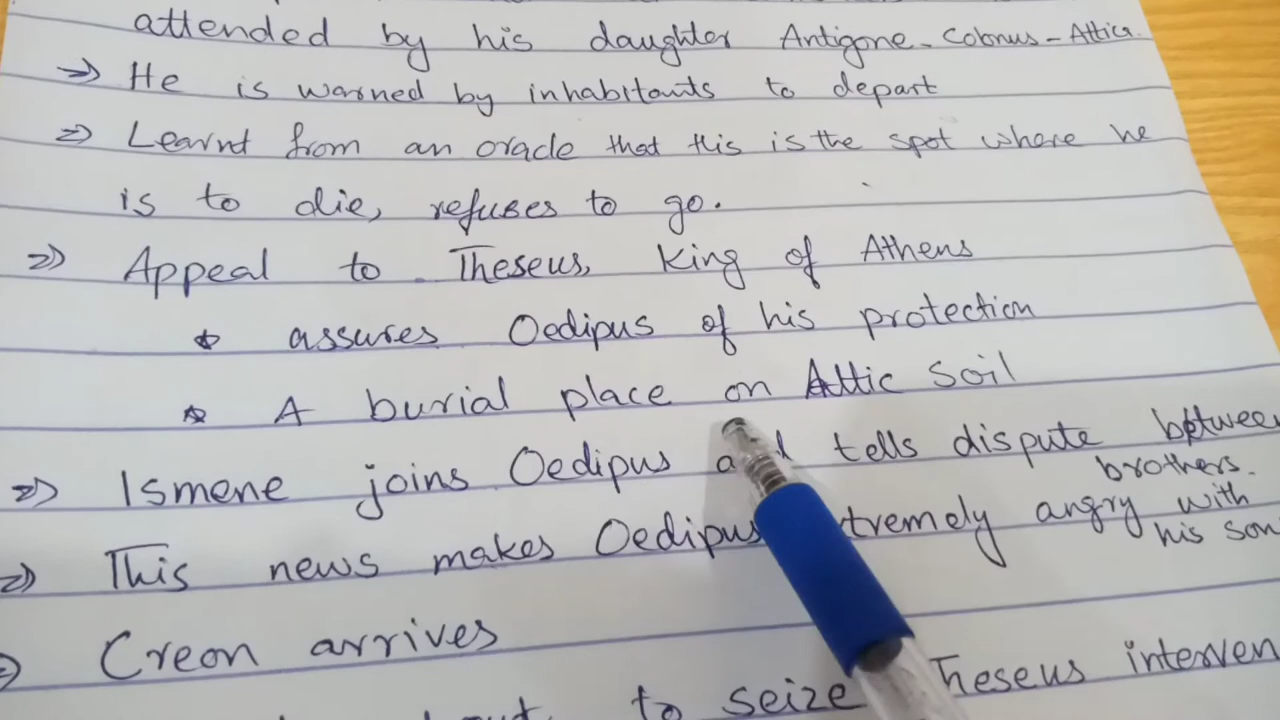 attended by his daughter Antigone - Colonus - Attica
⇒ He is warned by inhabitants to depart
⇒ Learnt from an oracle that this is the spot where he
is to die, refuses to go.
⇒ Appeal to Theseus, King of Athens
* assures Oedipus of his protection
* A burial place on Attic Soil
⇒ Ismene joins Oedipus tells dispute between
brothers.
⇒ This news makes Oedipus angry with
his son
⇒ Creon arrives
to seize Theseus